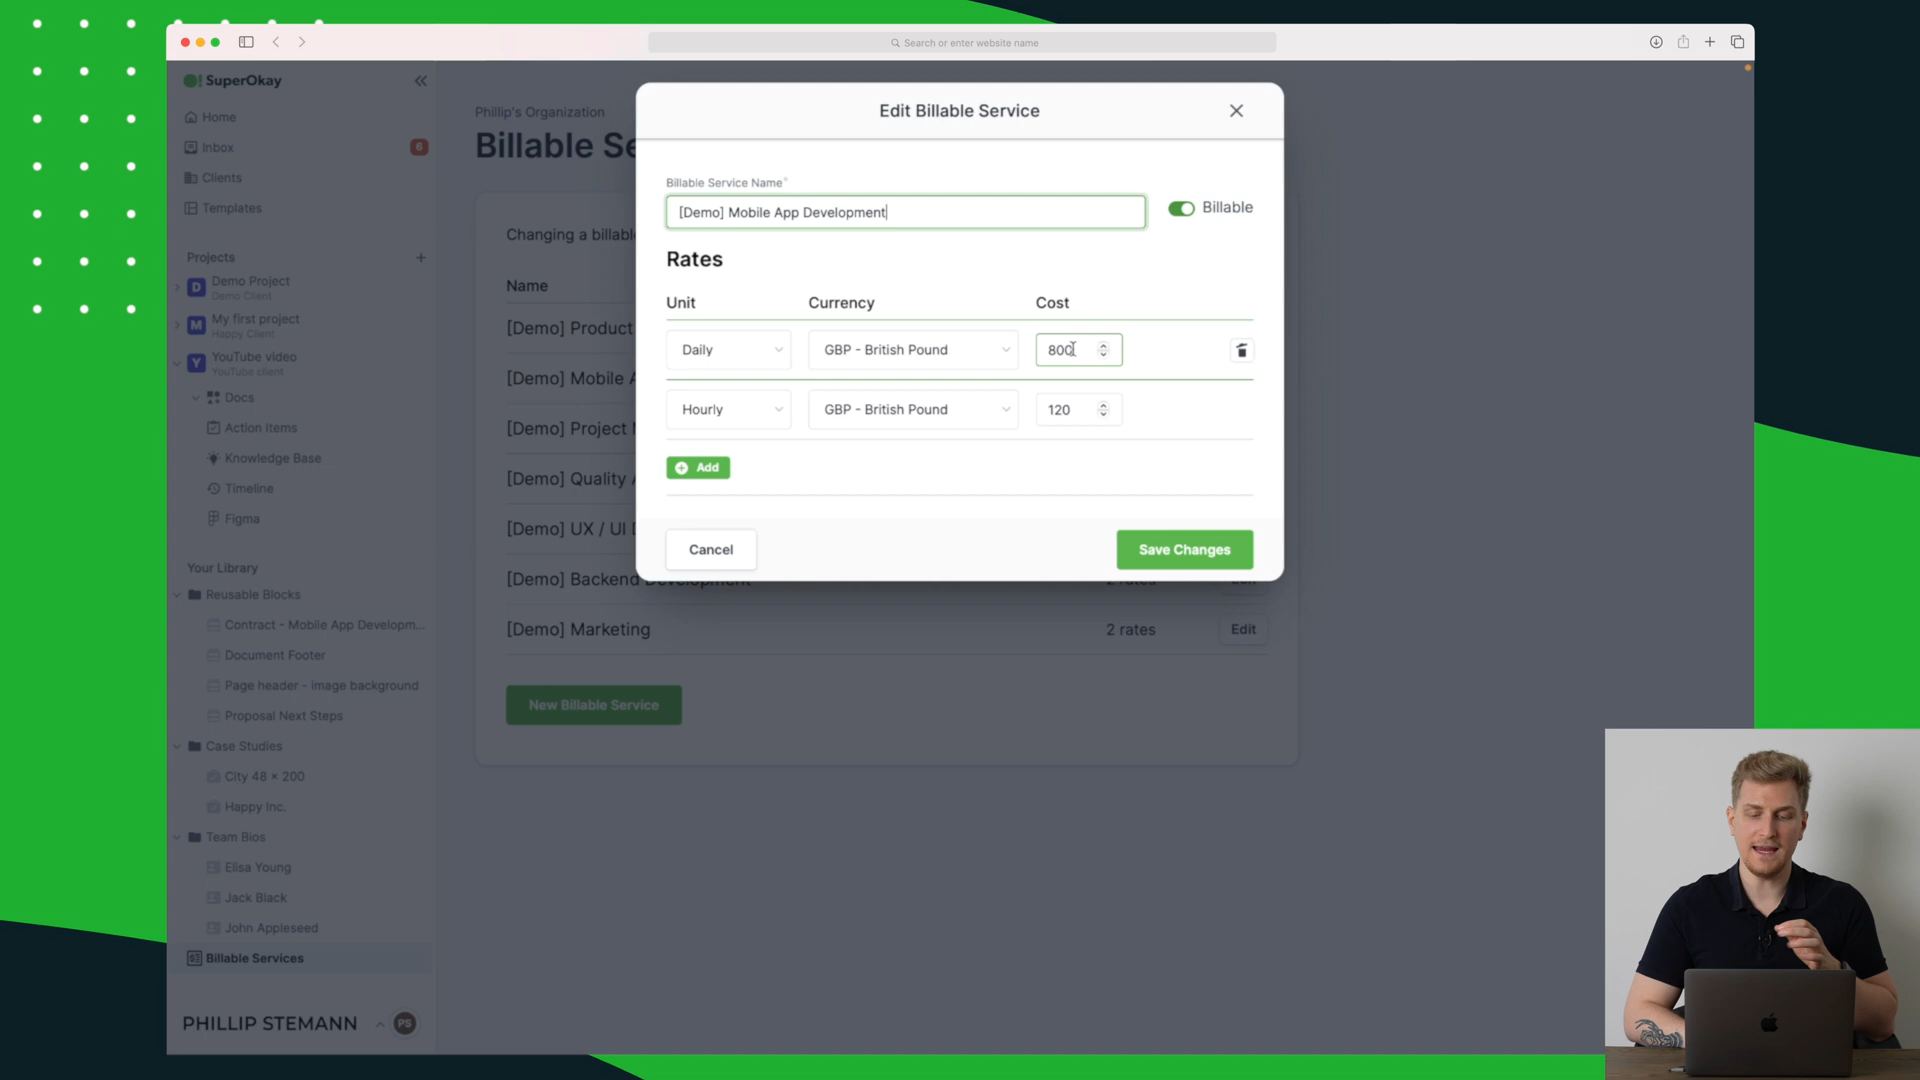 Search or enter website name
SuperOkay
Home
Inbox 6
Clients
Templates
Projects
Demo Project
Demo Client
My first project
Happy Client
YouTube video
YouTube client
Docs
Action Items
Knowledge Base
Timeline
Figma
Your Library
Reusable Blocks
Contract - Mobile App Developm...
Document Footer
Page header - image background
Proposal Next Steps
Case Studies
City 48 × 200
Happy Inc.
Team Bios
Elisa Young
Jack Black
John Appleseed
Billable Services
PHILLIP STEMANN PS
Phillip's Organization
Billable Se
Changing a billabl
Name
[Demo] Product
[Demo] Mobile A
[Demo] Project M
[Demo] Quality A
[Demo] UX / UI D
[Demo] Backend Development 2 rates Edit
[Demo] Marketing 2 rates Edit
New Billable Service
Edit Billable Service
Billable Service Name*
[Demo] Mobile App Development
Billable
Rates
Unit Currency Cost
Daily GBP - British Pound 800
Hourly GBP - British Pound 120
Add
Cancel Save Changes